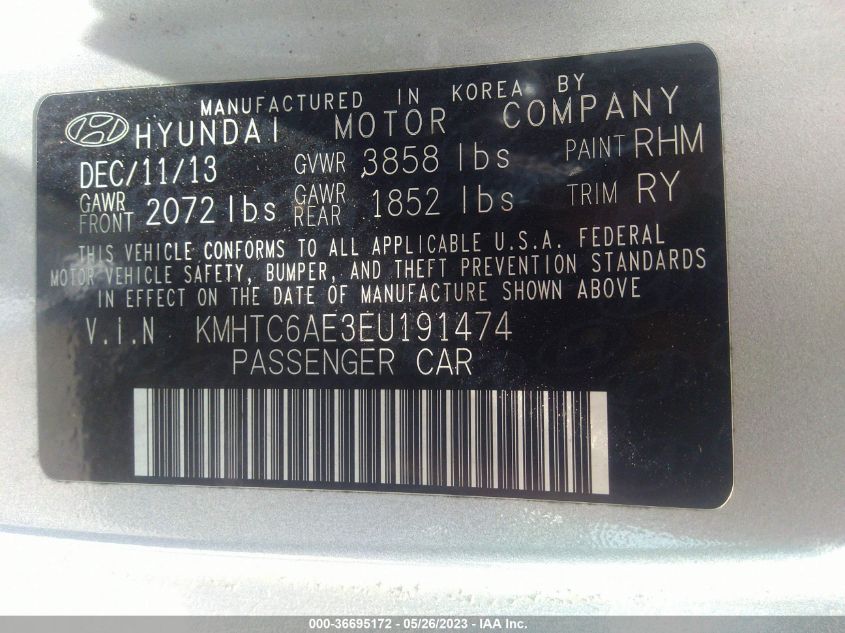 MANUFACTURED IN KOREA BY
HYUNDAI MOTOR COMPANY
DEC/11/13 GVWR 3858 lbs PAINT RHM
GAWR FRONT 2072 lbs GAWR REAR 1852 lbs TRIM RY
THIS VEHICLE CONFORMS TO ALL APPLICABLE U.S.A. FEDERAL
MOTOR VEHICLE SAFETY, BUMPER, AND THEFT PREVENTION STANDARDS
IN EFFECT ON THE DATE OF MANUFACTURE SHOWN ABOVE
V.I.N KMHTC6AE3EU191474
PASSENGER CAR
000-36695172 - 05/26/2023 - IAA Inc.